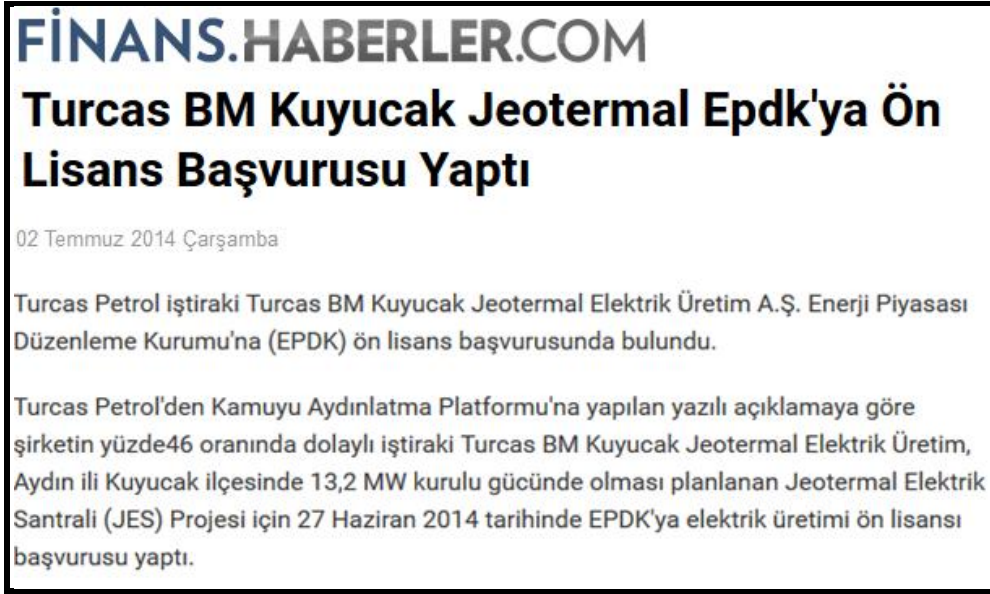 FİNANS.HABERLER.COM
Turcas BM Kuyucak Jeotermal Epdk'ya Ön
Lisans Başvurusu Yaptı
02 Temmuz 2014 Çarşamba
Turcas Petrol iştiraki Turcas BM Kuyucak Jeotermal Elektrik Üretim A.Ş. Enerji Piyasası
Düzenleme Kurumu'na (EPDK) ön lisans başvurusunda bulundu.
Turcas Petrol'den Kamuyu Aydınlatma Platformu'na yapılan yazılı açıklamaya göre
şirketin yüzde46 oranında dolaylı iştiraki Turcas BM Kuyucak Jeotermal Elektrik Üretim,
Aydın ili Kuyucak ilçesinde 13,2 MW kurulu gücünde olması planlanan Jeotermal Elektrik
Santrali (JES) Projesi için 27 Haziran 2014 tarihinde EPDK'ya elektrik üretimi ön lisansı
başvurusu yaptı.